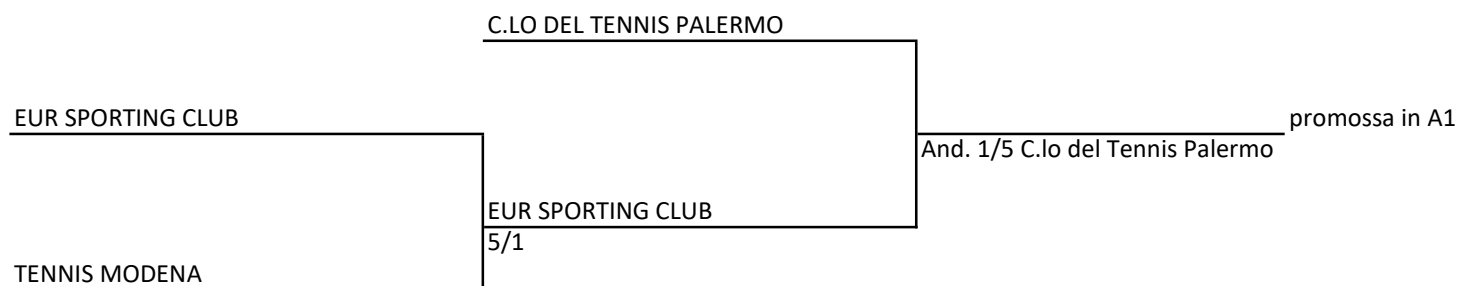 C.LO DEL TENNIS PALERMO
EUR SPORTING CLUB
promossa in A1
And. 1/5 C.lo del Tennis Palermo
EUR SPORTING CLUB
5/1
TENNIS MODENA